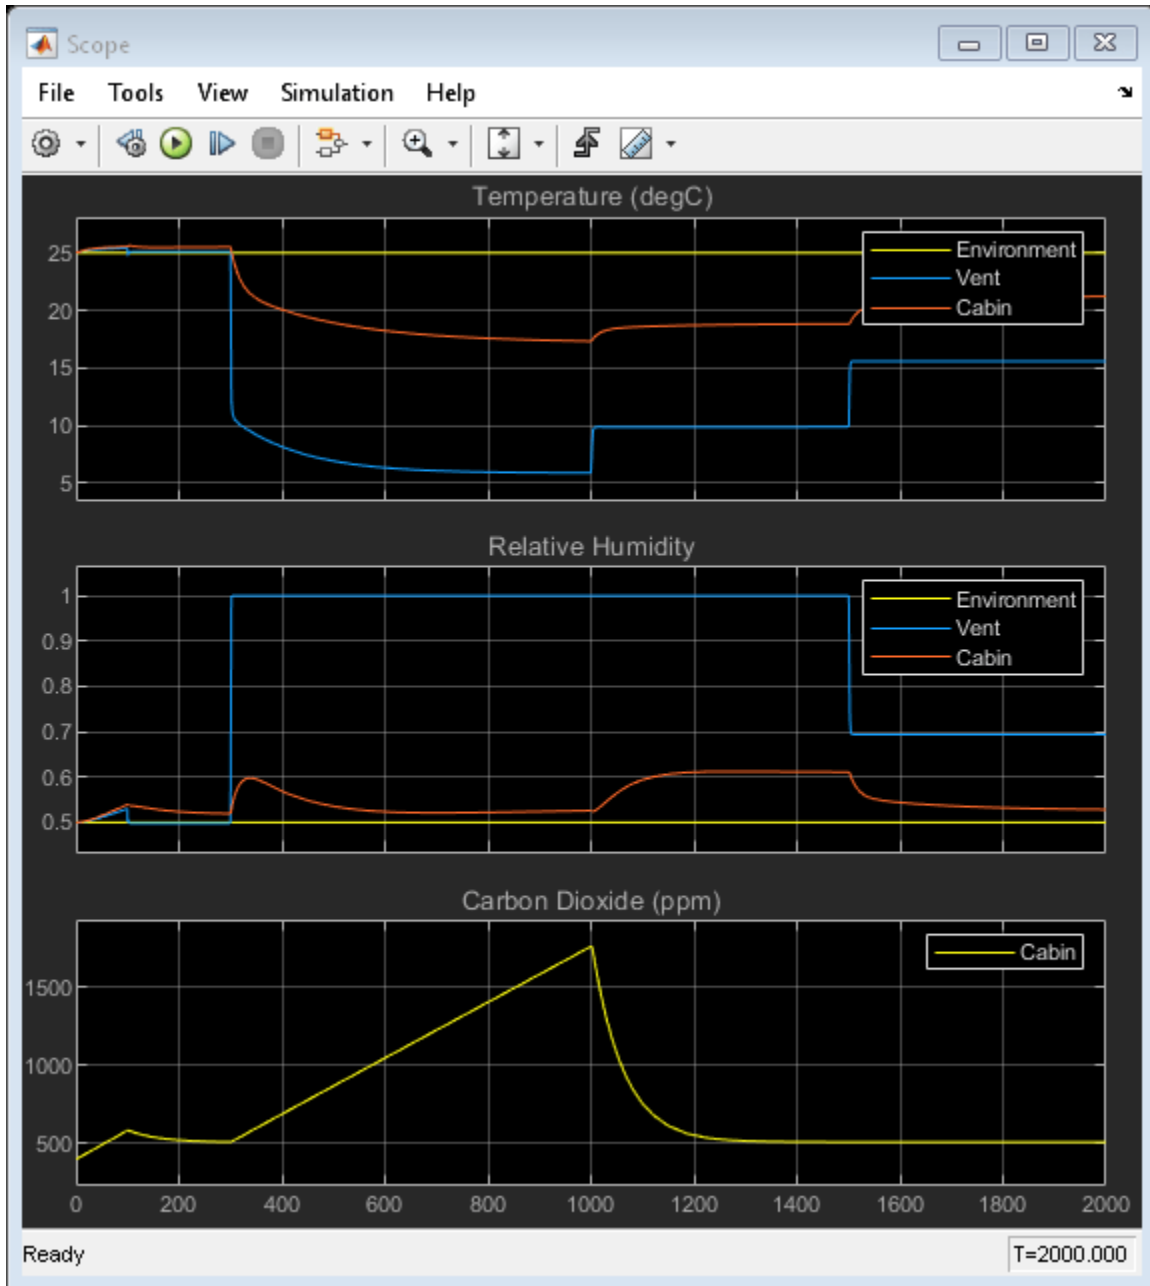 Scope
File Tools View Simulation Help
Temperature (degC)
25
20
15
10
5
Environment
Vent
Cabin
Relative Humidity
1
0.9
0.8
0.7
0.6
0.5
Environment
Vent
Cabin
Carbon Dioxide (ppm)
1500
1000
500
Cabin
0 200 400 600 800 1000 1200 1400 1600 1800 2000
Ready T=2000.000